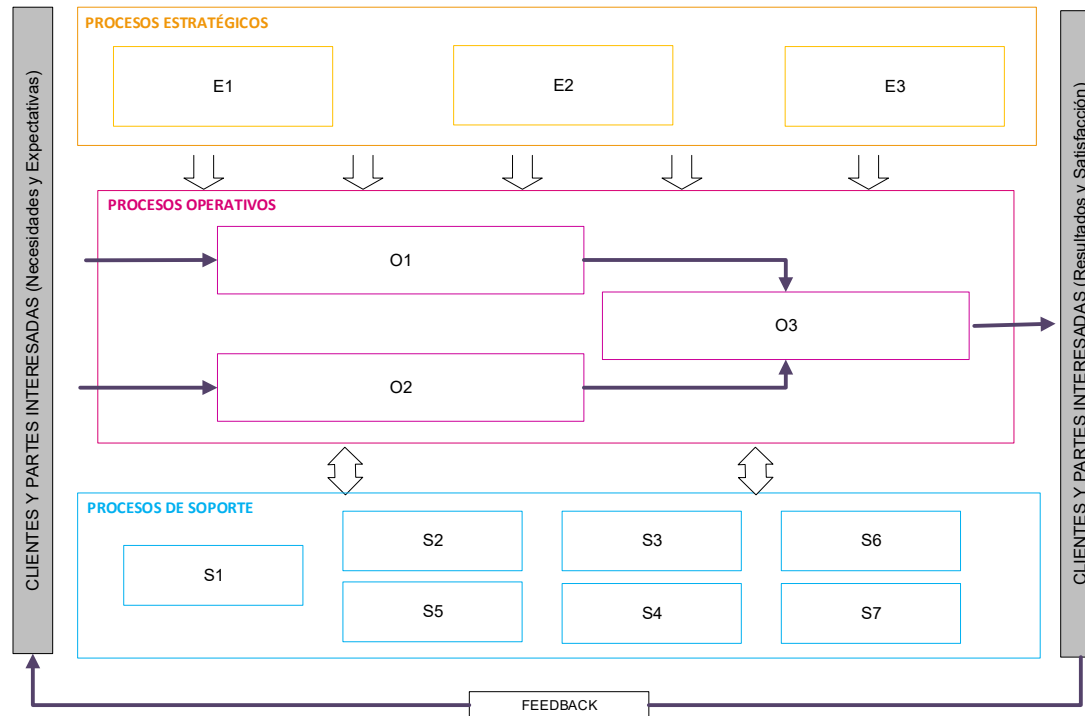 CLIENTES Y PARTES INTERESADAS (Necesidades y Expectativas)
PROCESOS ESTRATÉGICOS
E1
E2
E3
PROCESOS OPERATIVOS
O1
O2
O3
PROCESOS DE SOPORTE
S1
S2
S3
S6
S5
S4
S7
CLIENTES Y PARTES INTERESADAS (Resultados y Satisfacción)
FEEDBACK